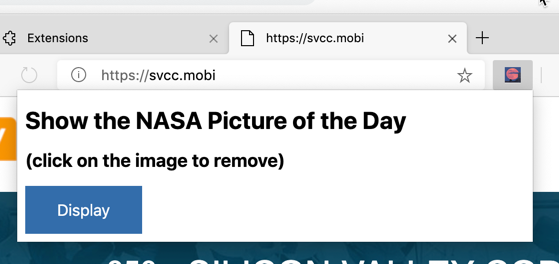 Extensions
https://svcc.mobi
https://svcc.mobi
Show the NASA Picture of the Day
(click on the image to remove)
Display